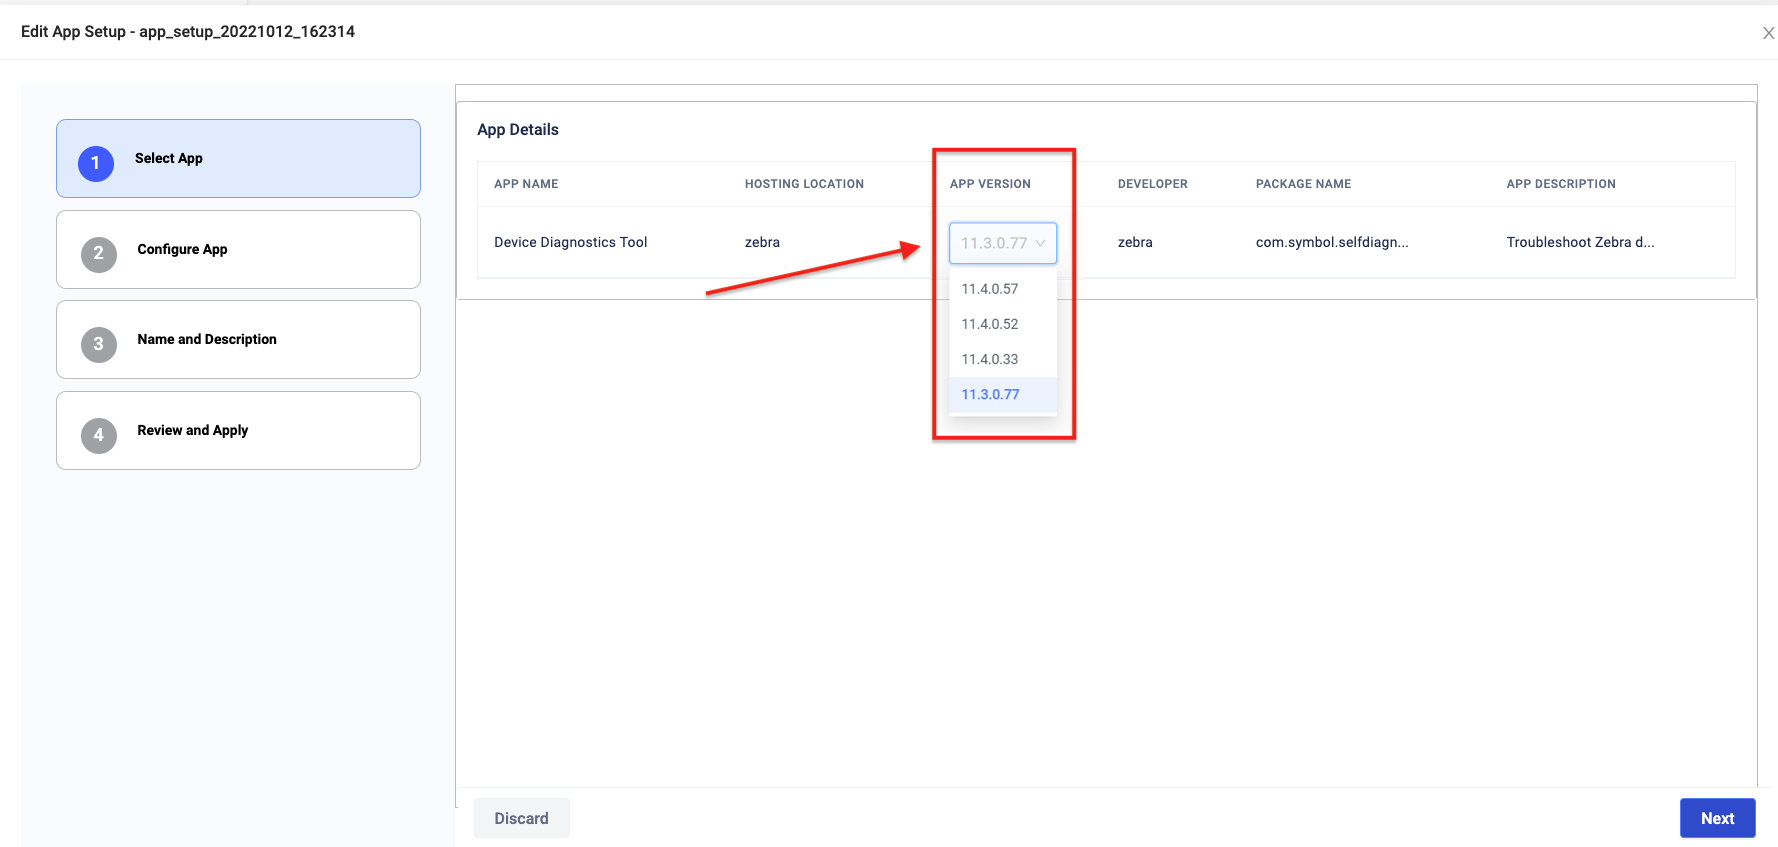 Edit App Setup - app_setup_20221012_162314
X
1 Select App
2 Configure App
3 Name and Description
4 Review and Apply
App Details
APP NAME HOSTING LOCATION APP VERSION DEVELOPER PACKAGE NAME APP DESCRIPTION
Device Diagnostics Tool zebra 11.3.0.77 zebra com.symbol.selfdiagn... Troubleshoot Zebra d...
11.4.0.57
11.4.0.52
11.4.0.33
11.3.0.77
Discard Next